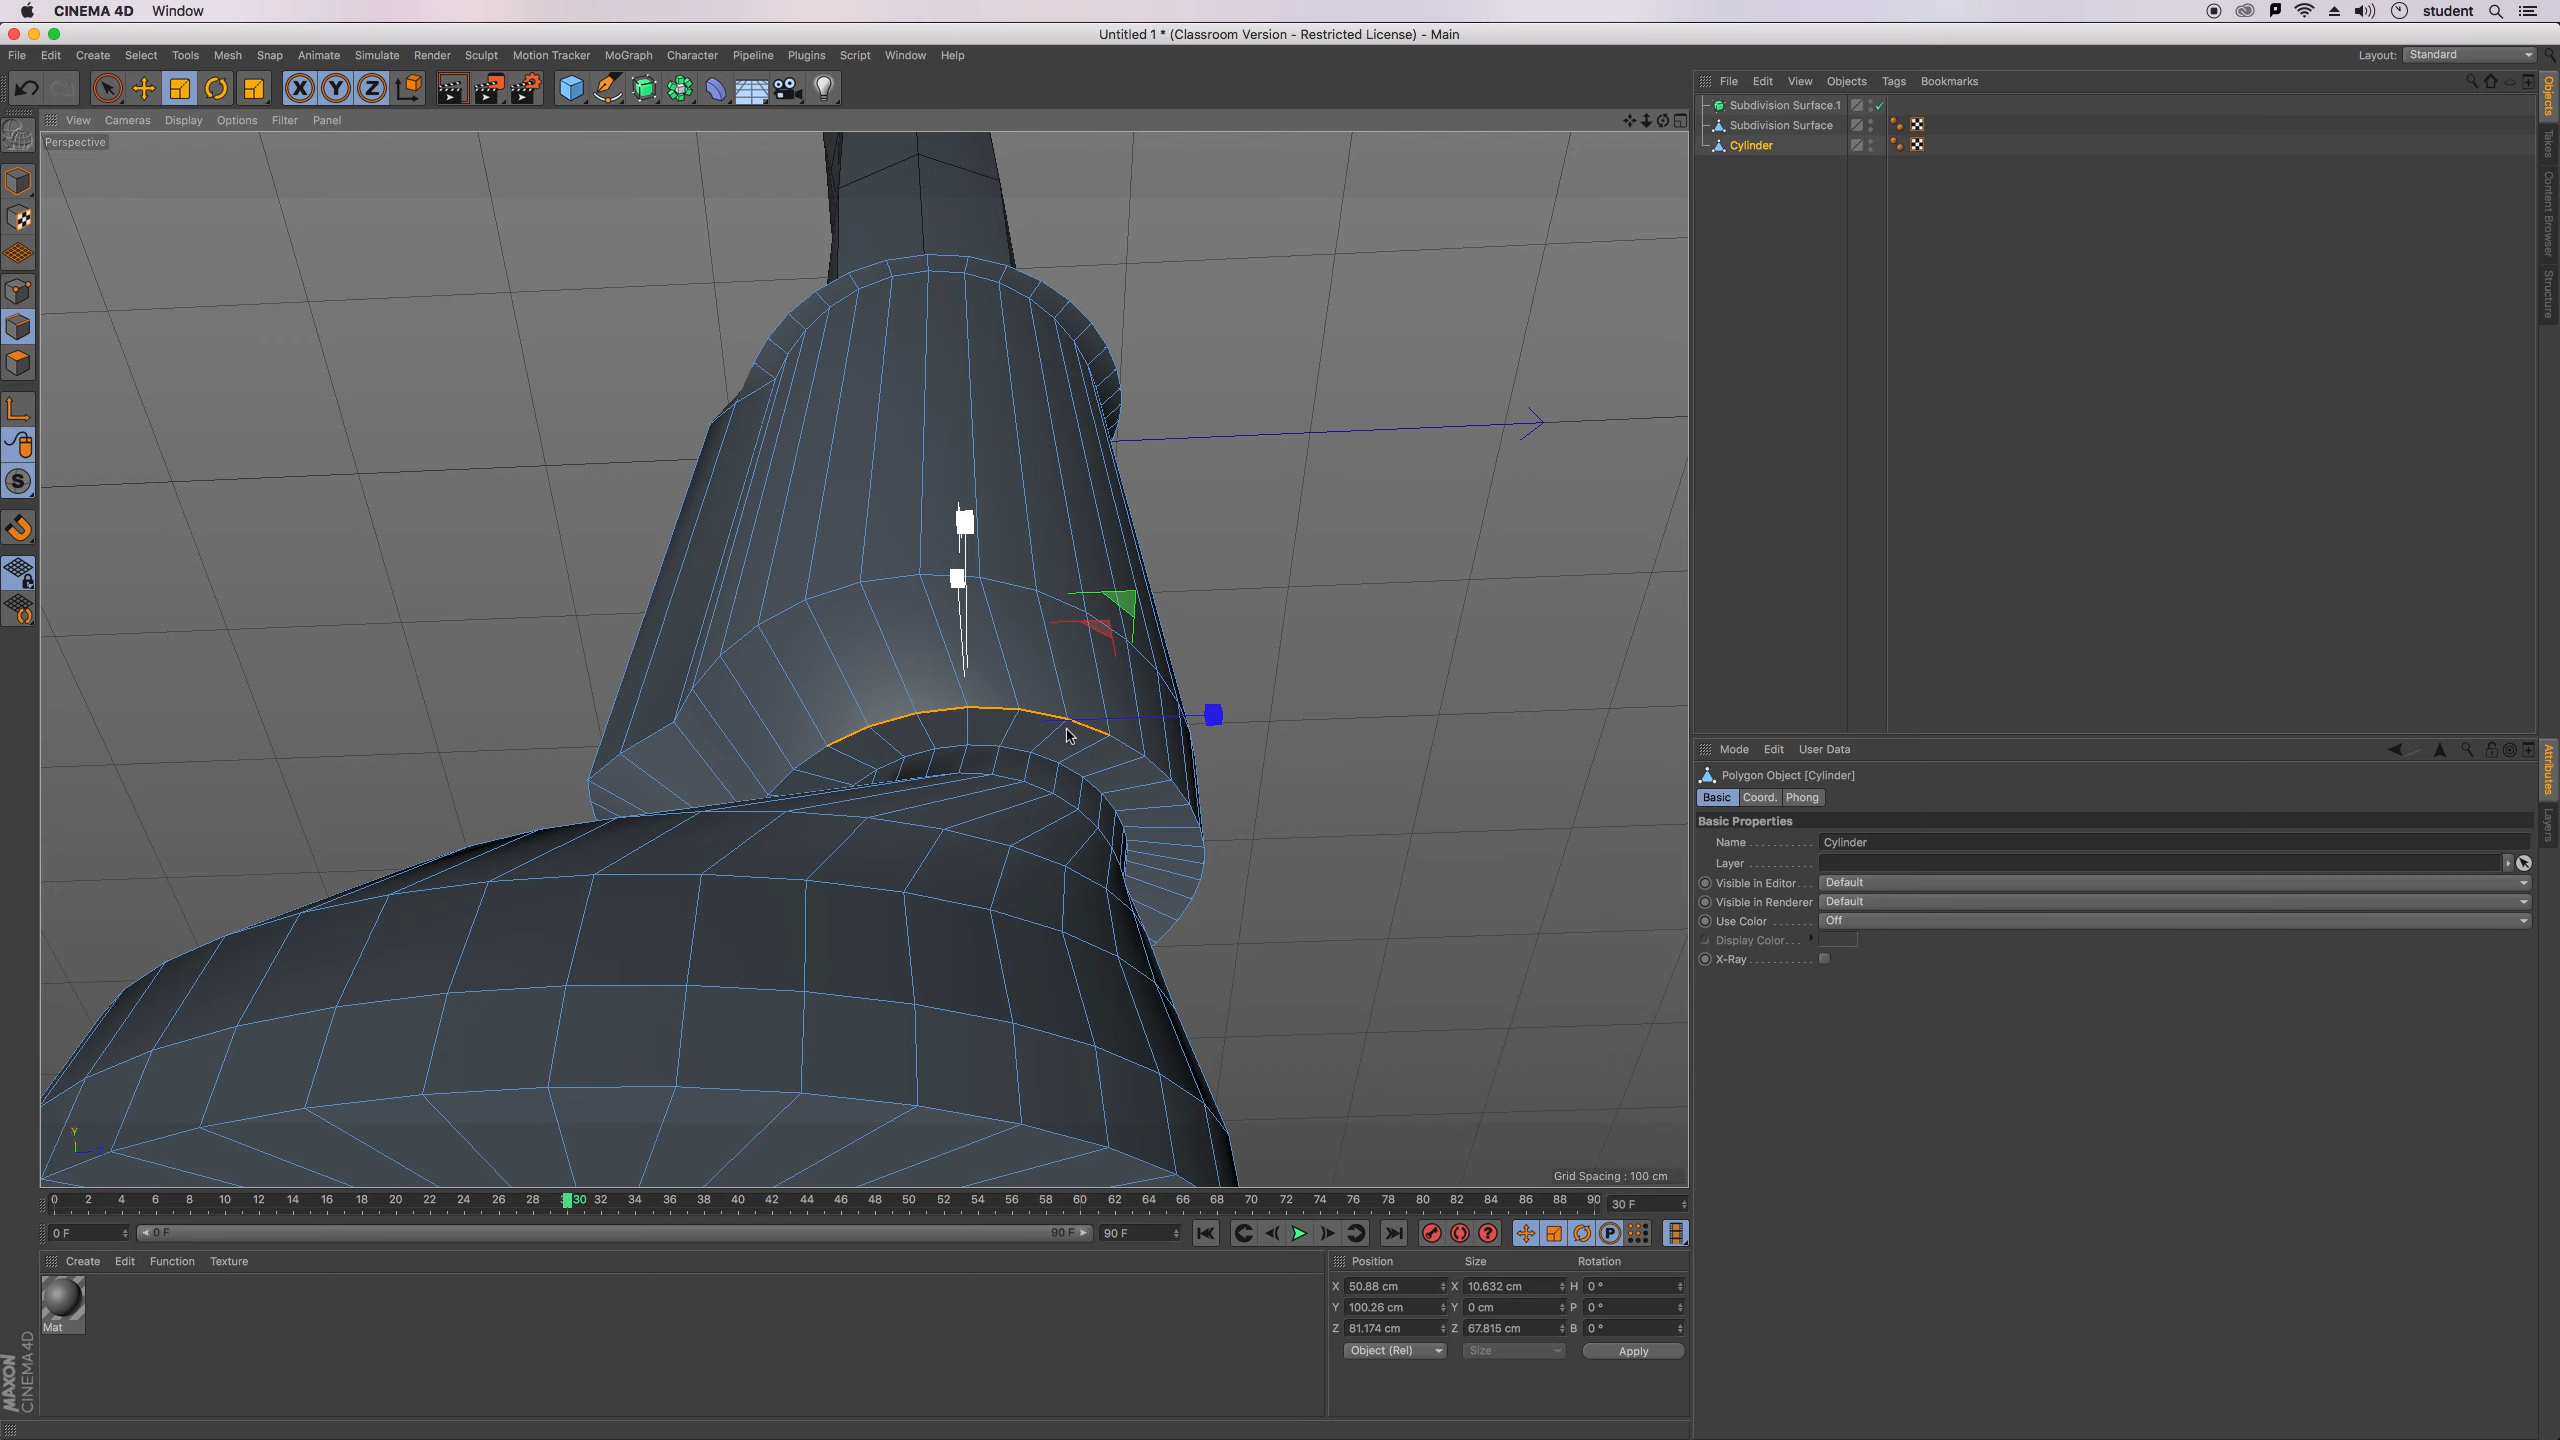 CINEMA 4D Window student
Untitled 1 * (Classroom Version - Restricted License) - Main
File Edit Create Select Tools Mesh Snap Animate Simulate Render Sculpt Motion Tracker MoGraph Character Pipeline Plugins Script Window Help Layout: Standard
X Y Z
File Edit View Objects Tags Bookmarks
Objects
Takes
Content Browser
Structure
View Cameras Display Options Filter Panel
Perspective
Subdivision Surface.1
Subdivision Surface
Cylinder
S
Mode Edit User Data
Attributes
Layers
Polygon Object [Cylinder]
Basic Coord. Phong
Basic Properties
Name Cylinder
Layer
Visible in Editor Default
Visible in Renderer Default
Use Color Off
Display Color
X-Ray
Y
Grid Spacing : 100 cm
0 2 4 6 8 10 12 14 16 18 20 22 24 26 28 30 32 34 36 38 40 42 44 46 48 50 52 54 56 58 60 62 64 66 68 70 72 74 76 78 80 82 84 86 88 90 30 F
0 F 0 F 90 F 90 F P
Create Edit Function Texture
Mat
MAXON
CINEMA 4D
Position Size Rotation
X 50.88 cm X 10.632 cm H 0 °
Y 100.26 cm Y 0 cm P 0 °
Z 81.174 cm Z 67.815 cm B 0 °
Object (Rel) Size Apply